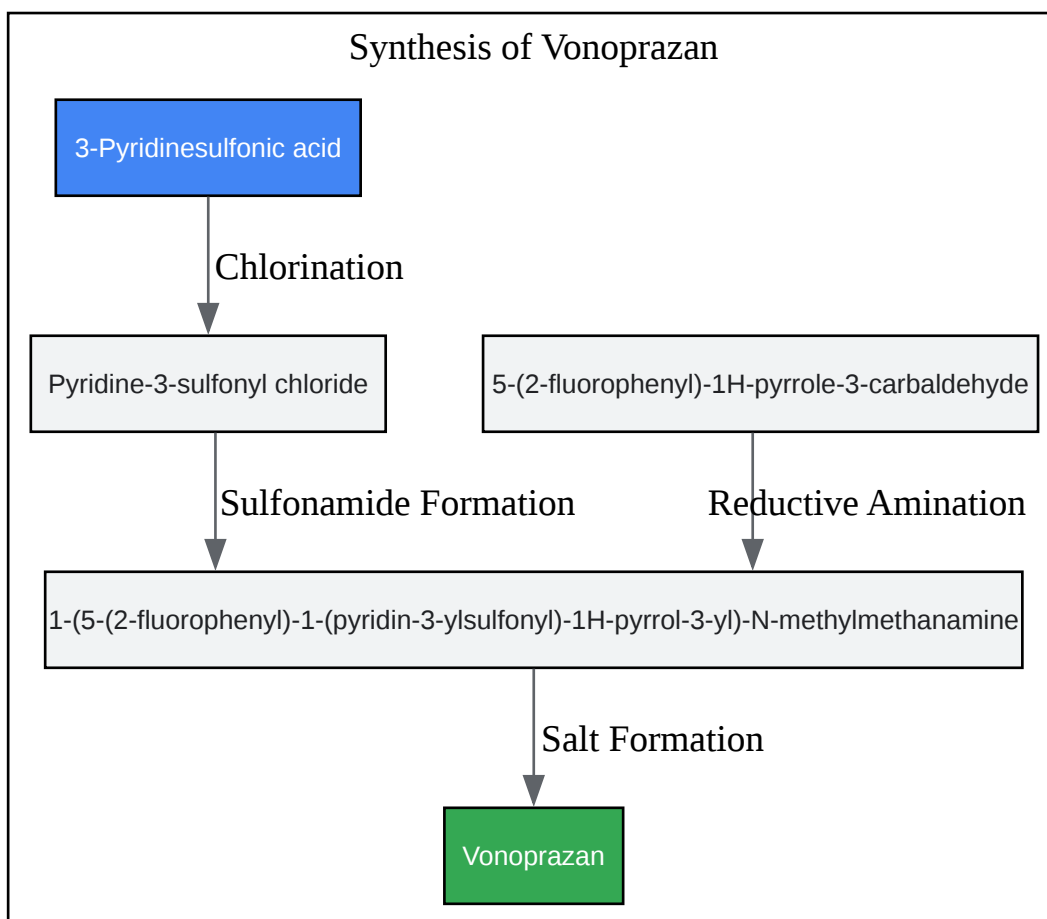 Synthesis of Vonoprazan
3-Pyridinesulfonic acid
Chlorination
Pyridine-3-sulfonyl chloride
5-(2-fluorophenyl)-1H-pyrrole-3-carbaldehyde
Sulfonamide Formation
Reductive Amination
1-(5-(2-fluorophenyl)-1-(pyridin-3-ylsulfonyl)-1H-pyrrol-3-yl)-N-methylmethanamine
Salt Formation
Vonoprazan